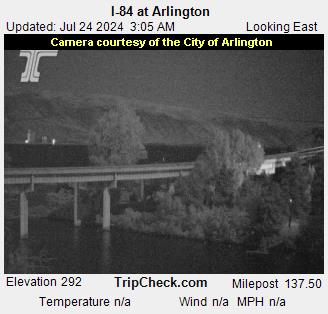 I-84 at Arlington
Updated: Jul 24 2024 3:05 AM Looking East
Camera courtesy of the City of Arlington
Elevation 292 TripCheck.com Milepost 137.50
Temperature n/a Wind n/a MPH n/a